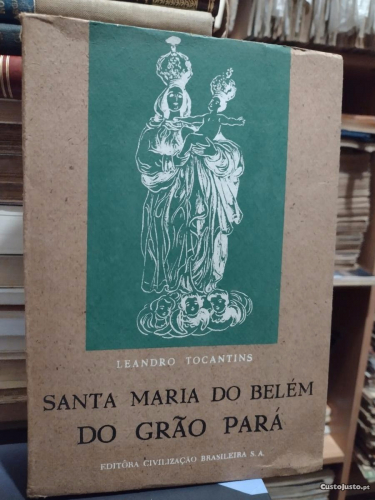 LEANDRO TOCANTINS
SANTA MARIA DO BELÉM
DO GRÃO PARÁ
EDITÔRA CIVILIZAÇÃO BRASILEIRA S.A.
CustoJusto.pt